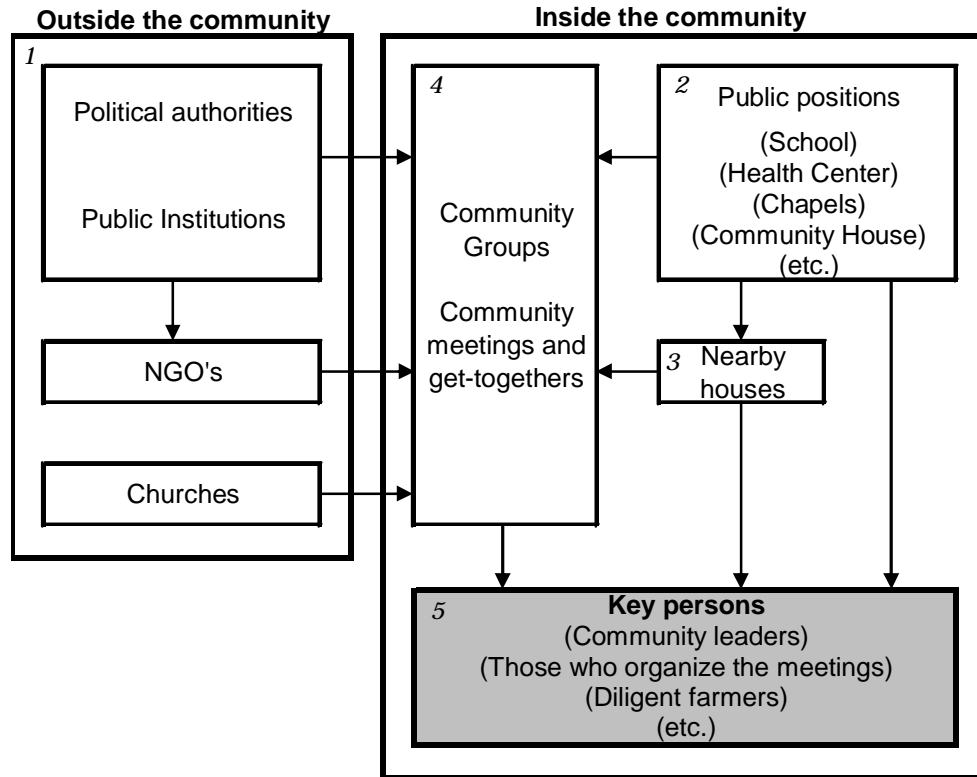 Outside the community
Inside the community
1
Political authorities
Public Institutions
NGO's
Churches
4
Community
Groups
Community
meetings and
get-togethers
2
Public positions
(School)
(Health Center)
(Chapels)
(Community House)
(etc.)
3
Nearby
houses
5
Key persons
(Community leaders)
(Those who organize the meetings)
(Diligent farmers)
(etc.)